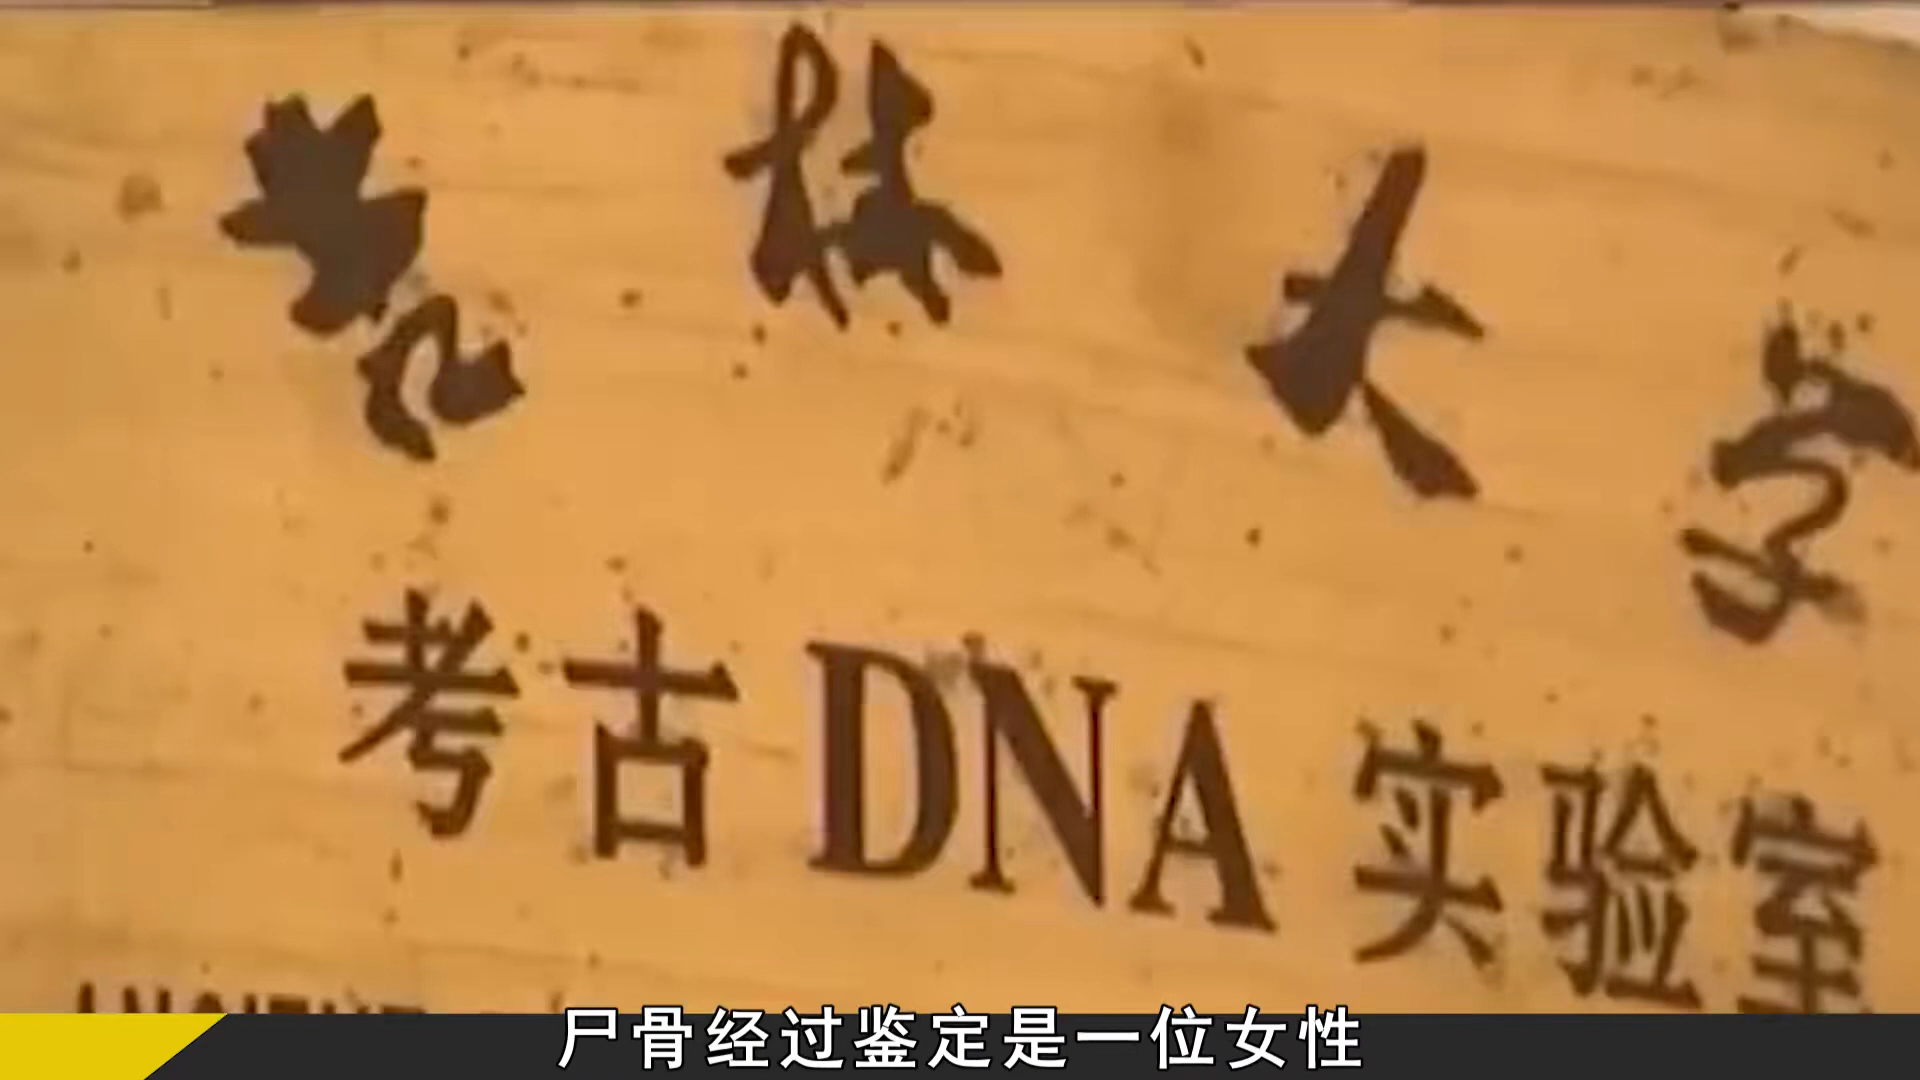 吉林大学
考古DNA实验室
尸骨经过鉴定是一位女性